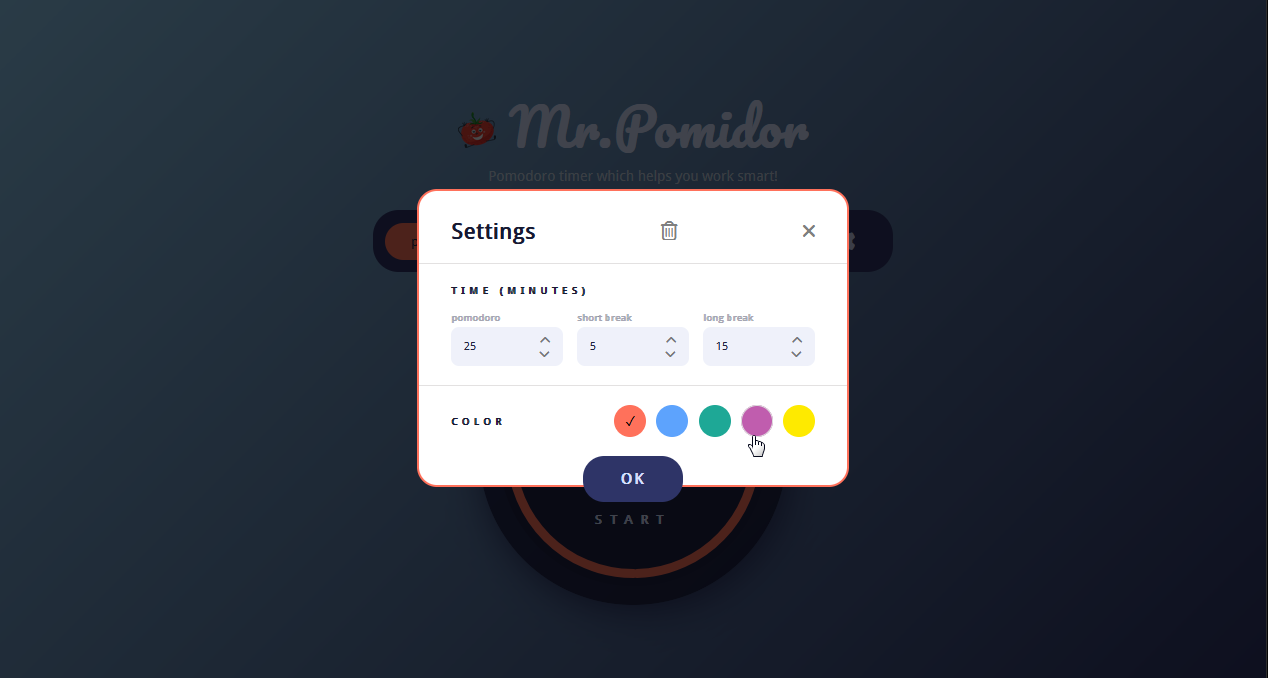 Mr.Pomidor
Pomodoro timer which helps you work smart!
Settings
TIME (MINUTES)
pomodoro short break long break
25 5 15
COLOR
OK
START